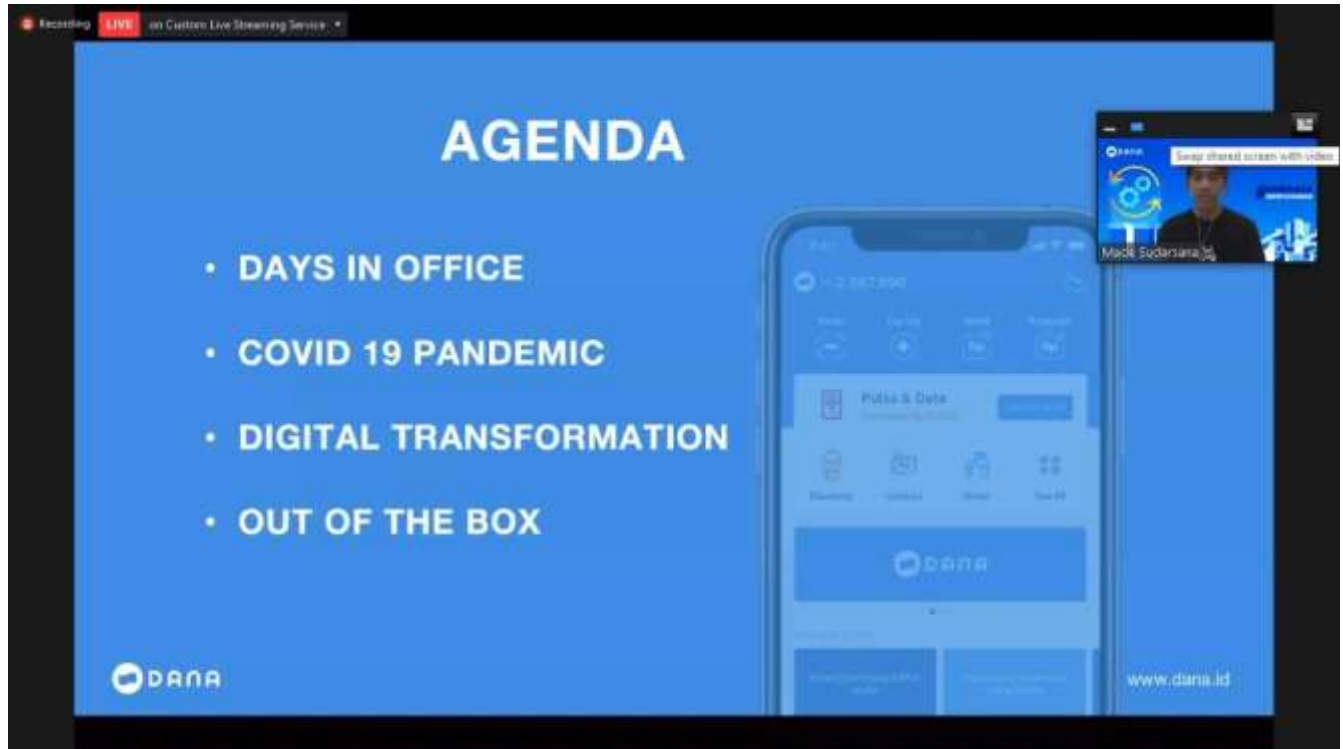 Recording
LIVE on Custom Live Streaming Service
AGENDA
DANA
Swap shared screen with video
Made Sudarsana
• DAYS IN OFFICE
• COVID 19 PANDEMIC
• DIGITAL TRANSFORMATION
• OUT OF THE BOX
Pulsa & Data
DANA
DANA
www.dana.id